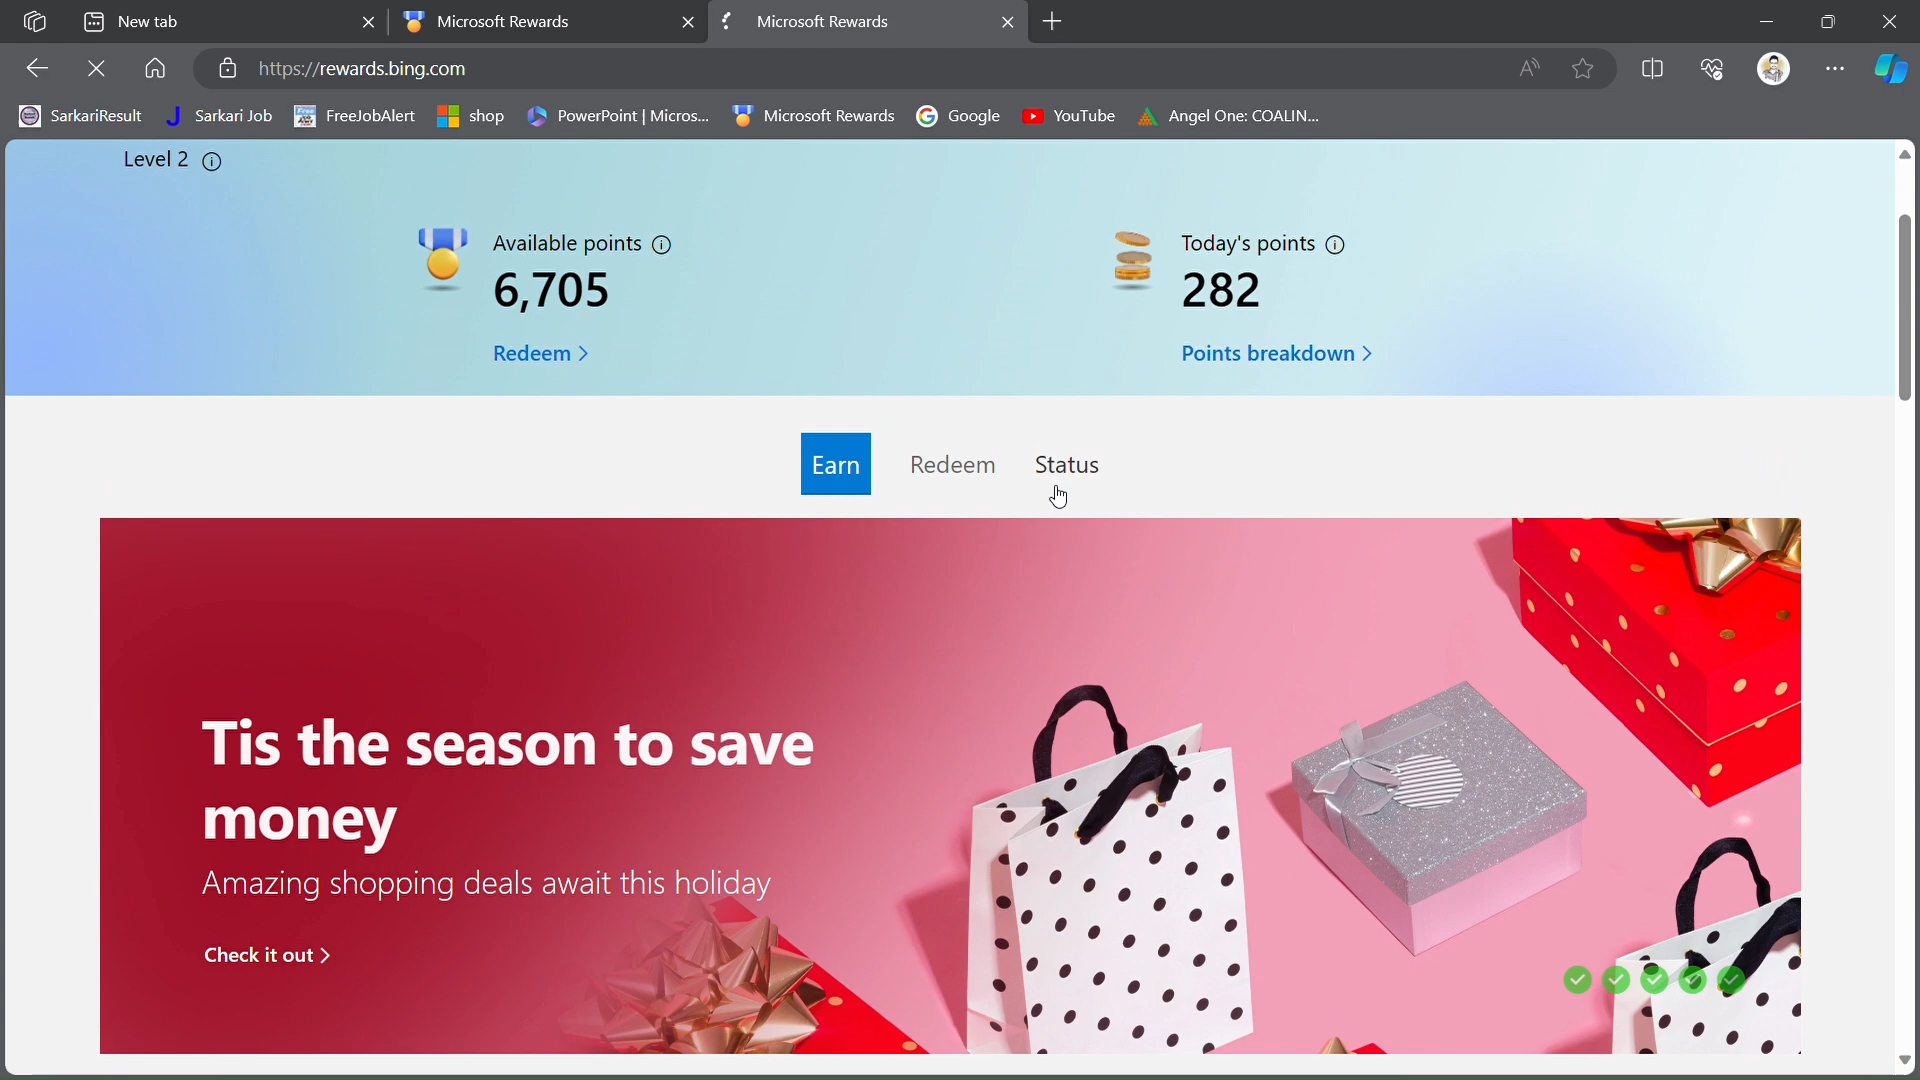 New tab
Microsoft Rewards
Microsoft Rewards
https://rewards.bing.com
SarkariResult
Sarkari Job
FreeJobAlert
shop
PowerPoint | Micros...
Microsoft Rewards
Google
YouTube
Angel One: COALIN...
Level 2
Available points
6,705
Redeem >
Today's points
282
Points breakdown >
Earn
Redeem
Status
Tis the season to save
money
Amazing shopping deals await this holiday
Check it out >